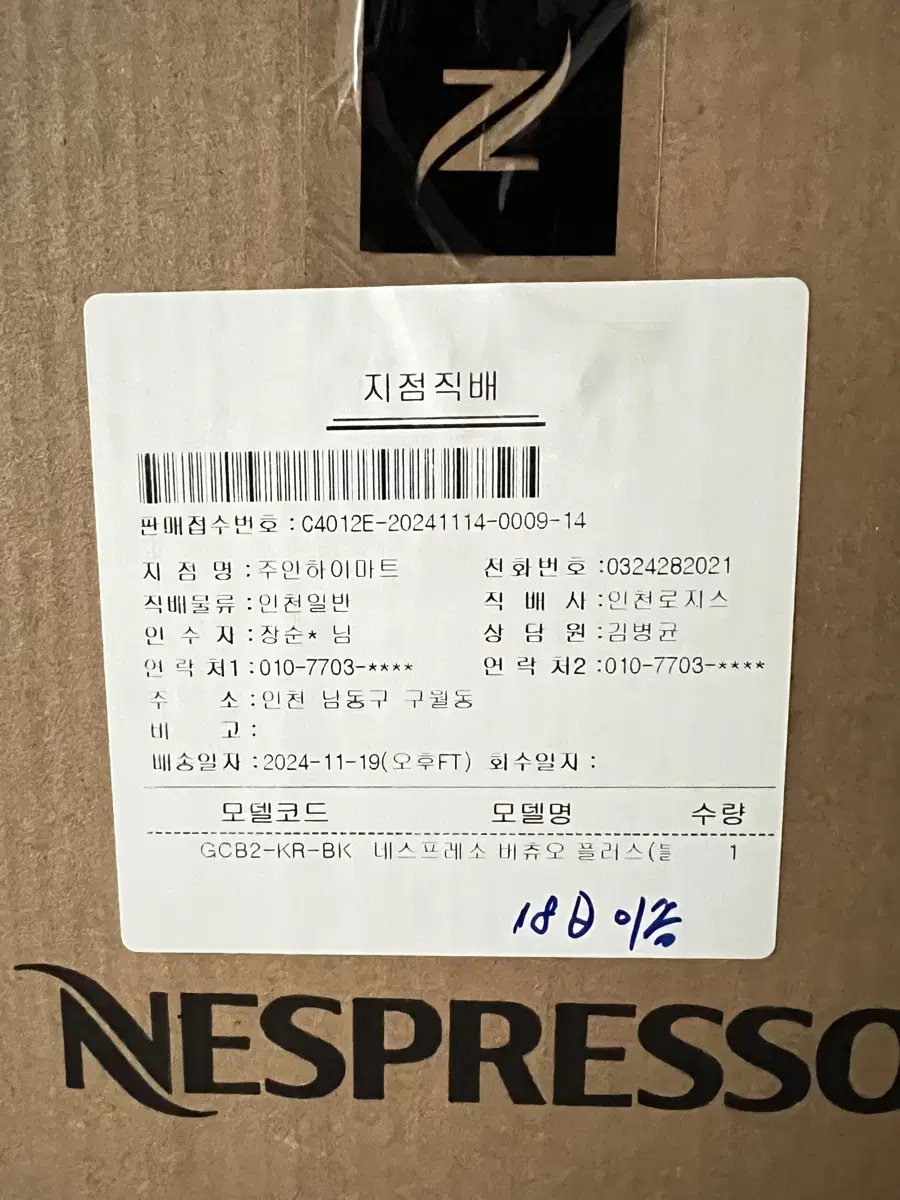 지점직배
판매접수번호 : C4012E-20241114-0009-14
지 점 명 : 주안하이마트 전화번호 : 0324282021
직배물류 : 인천일반 직 배 사 : 인천로지스
인 수 자 : 장순* 님 상 담 원 : 김병균
연 락 처1 : 010-7703-**** 연 락 처2 : 010-7703-****
주 소 : 인천 남동구 구월동
비 고 :
배송일자 : 2024-11-19(오후FT) 회수일자 :
모델코드 모델명 수량
GCB2-KR-BK 네스프레소 버츄오 플러스( 1
18日 이중
NESPRESSO